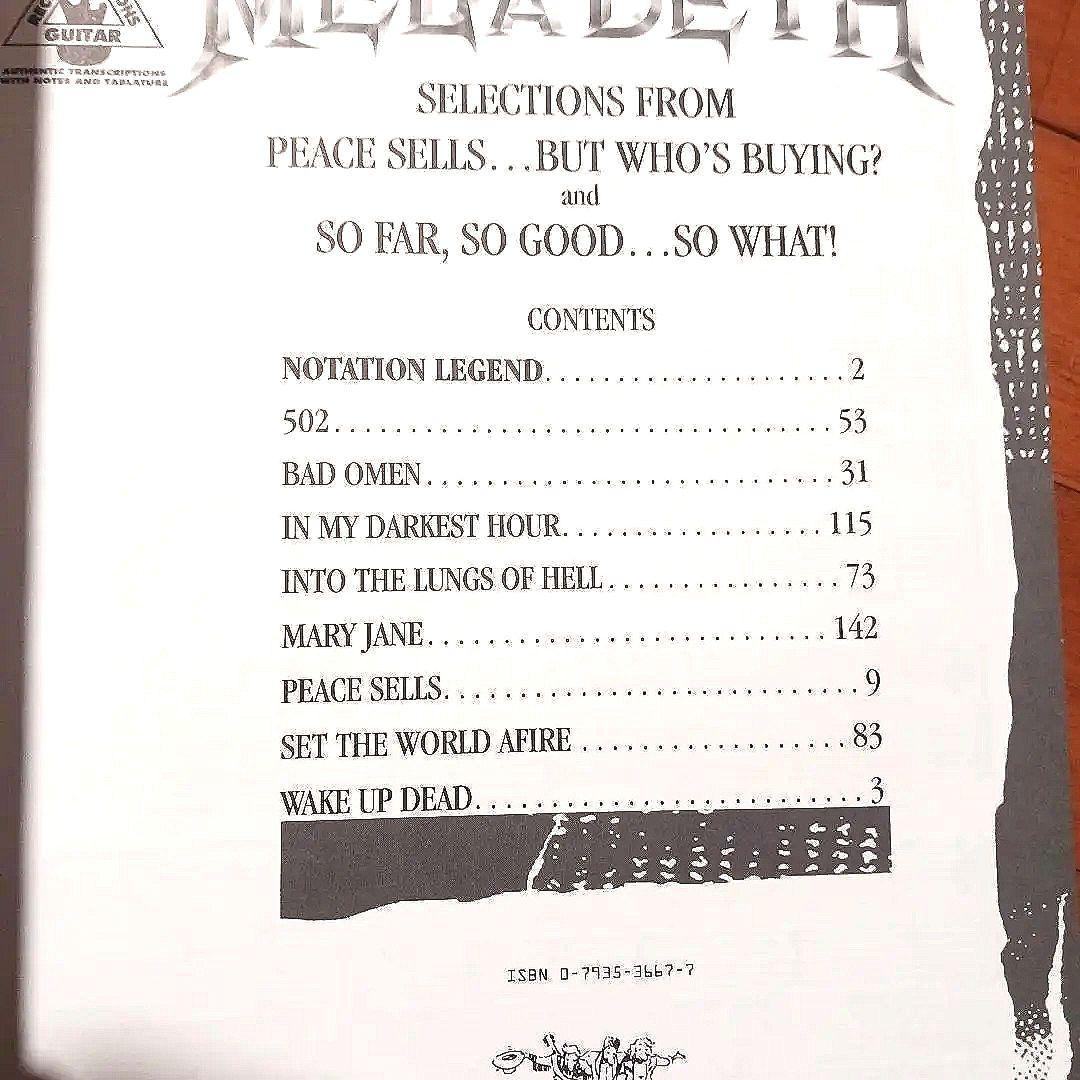 MEGADETH
GUITAR
AUTHENTIC TRANSCRIPTIONS
WITH NOTES AND TABLATURE
SELECTIONS FROM
PEACE SELLS...BUT WHO'S BUYING?
and
SO FAR, SO GOOD...SO WHAT!
CONTENTS
NOTATION LEGEND.....................2
502.................................53
BAD OMEN...........................31
IN MY DARKEST HOUR.................115
INTO THE LUNGS OF HELL................73
MARY JANE...........................142
PEACE SELLS............................9
SET THE WORLD AFIRE ..................83
WAKE UP DEAD..........................3
ISBN 0-7935-3667-7